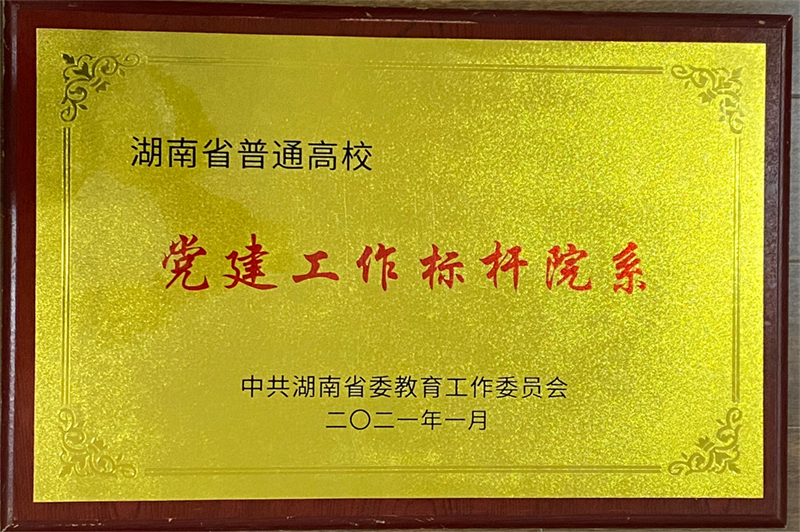 湖南省普通高校
党建工作标杆院系
中共湖南省委教育工作委员会
二〇二一年一月